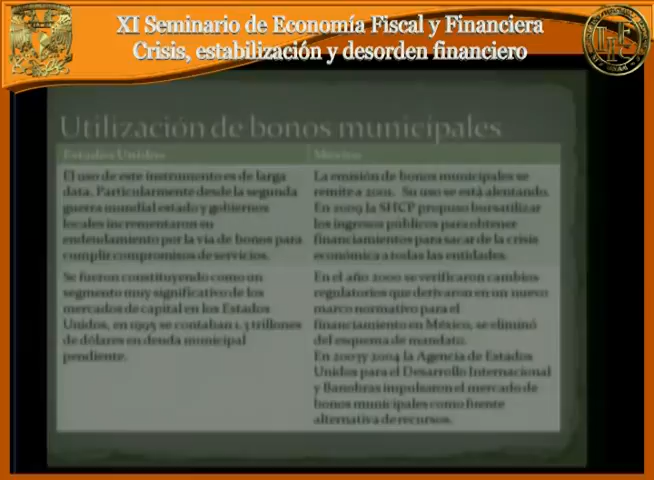 XI Seminario de Economía Fiscal y Financiera
Crisis, estabilización y desorden financiero
Utilización de bonos municipales
Estados Unidos
México
El uso de este instrumento es de larga
data. Particularmente desde la segunda
guerra mundial estado y gobiernos
locales incrementaron su
endeudamiento por la vía de bonos para
cumplir compromisos de servicios.
La emisión de bonos municipales se
remite a 2001. Su uso se está alentando.
En 2009 la SHCP propuso bursatilizar
los ingresos públicos para obtener
financiamientos para sacar de la crisis
económica a todas las entidades.
Se fueron constituyendo como un
segmento muy significativo de los
mercados de capital en los Estados
Unidos, en 1995 se contaban 1.3 trillones
de dólares en deuda municipal
pendiente.
En el año 2000 se verificaron cambios
regulatorios que derivaron en un nuevo
marco normativo para el
financiamiento en México, se eliminó
del esquema de mandato.
En 2003 y 2004 la Agencia de Estados
Unidos para el Desarrollo Internacional
y Banobras impulsaron el mercado de
bonos municipales como fuente
alternativa de recursos.